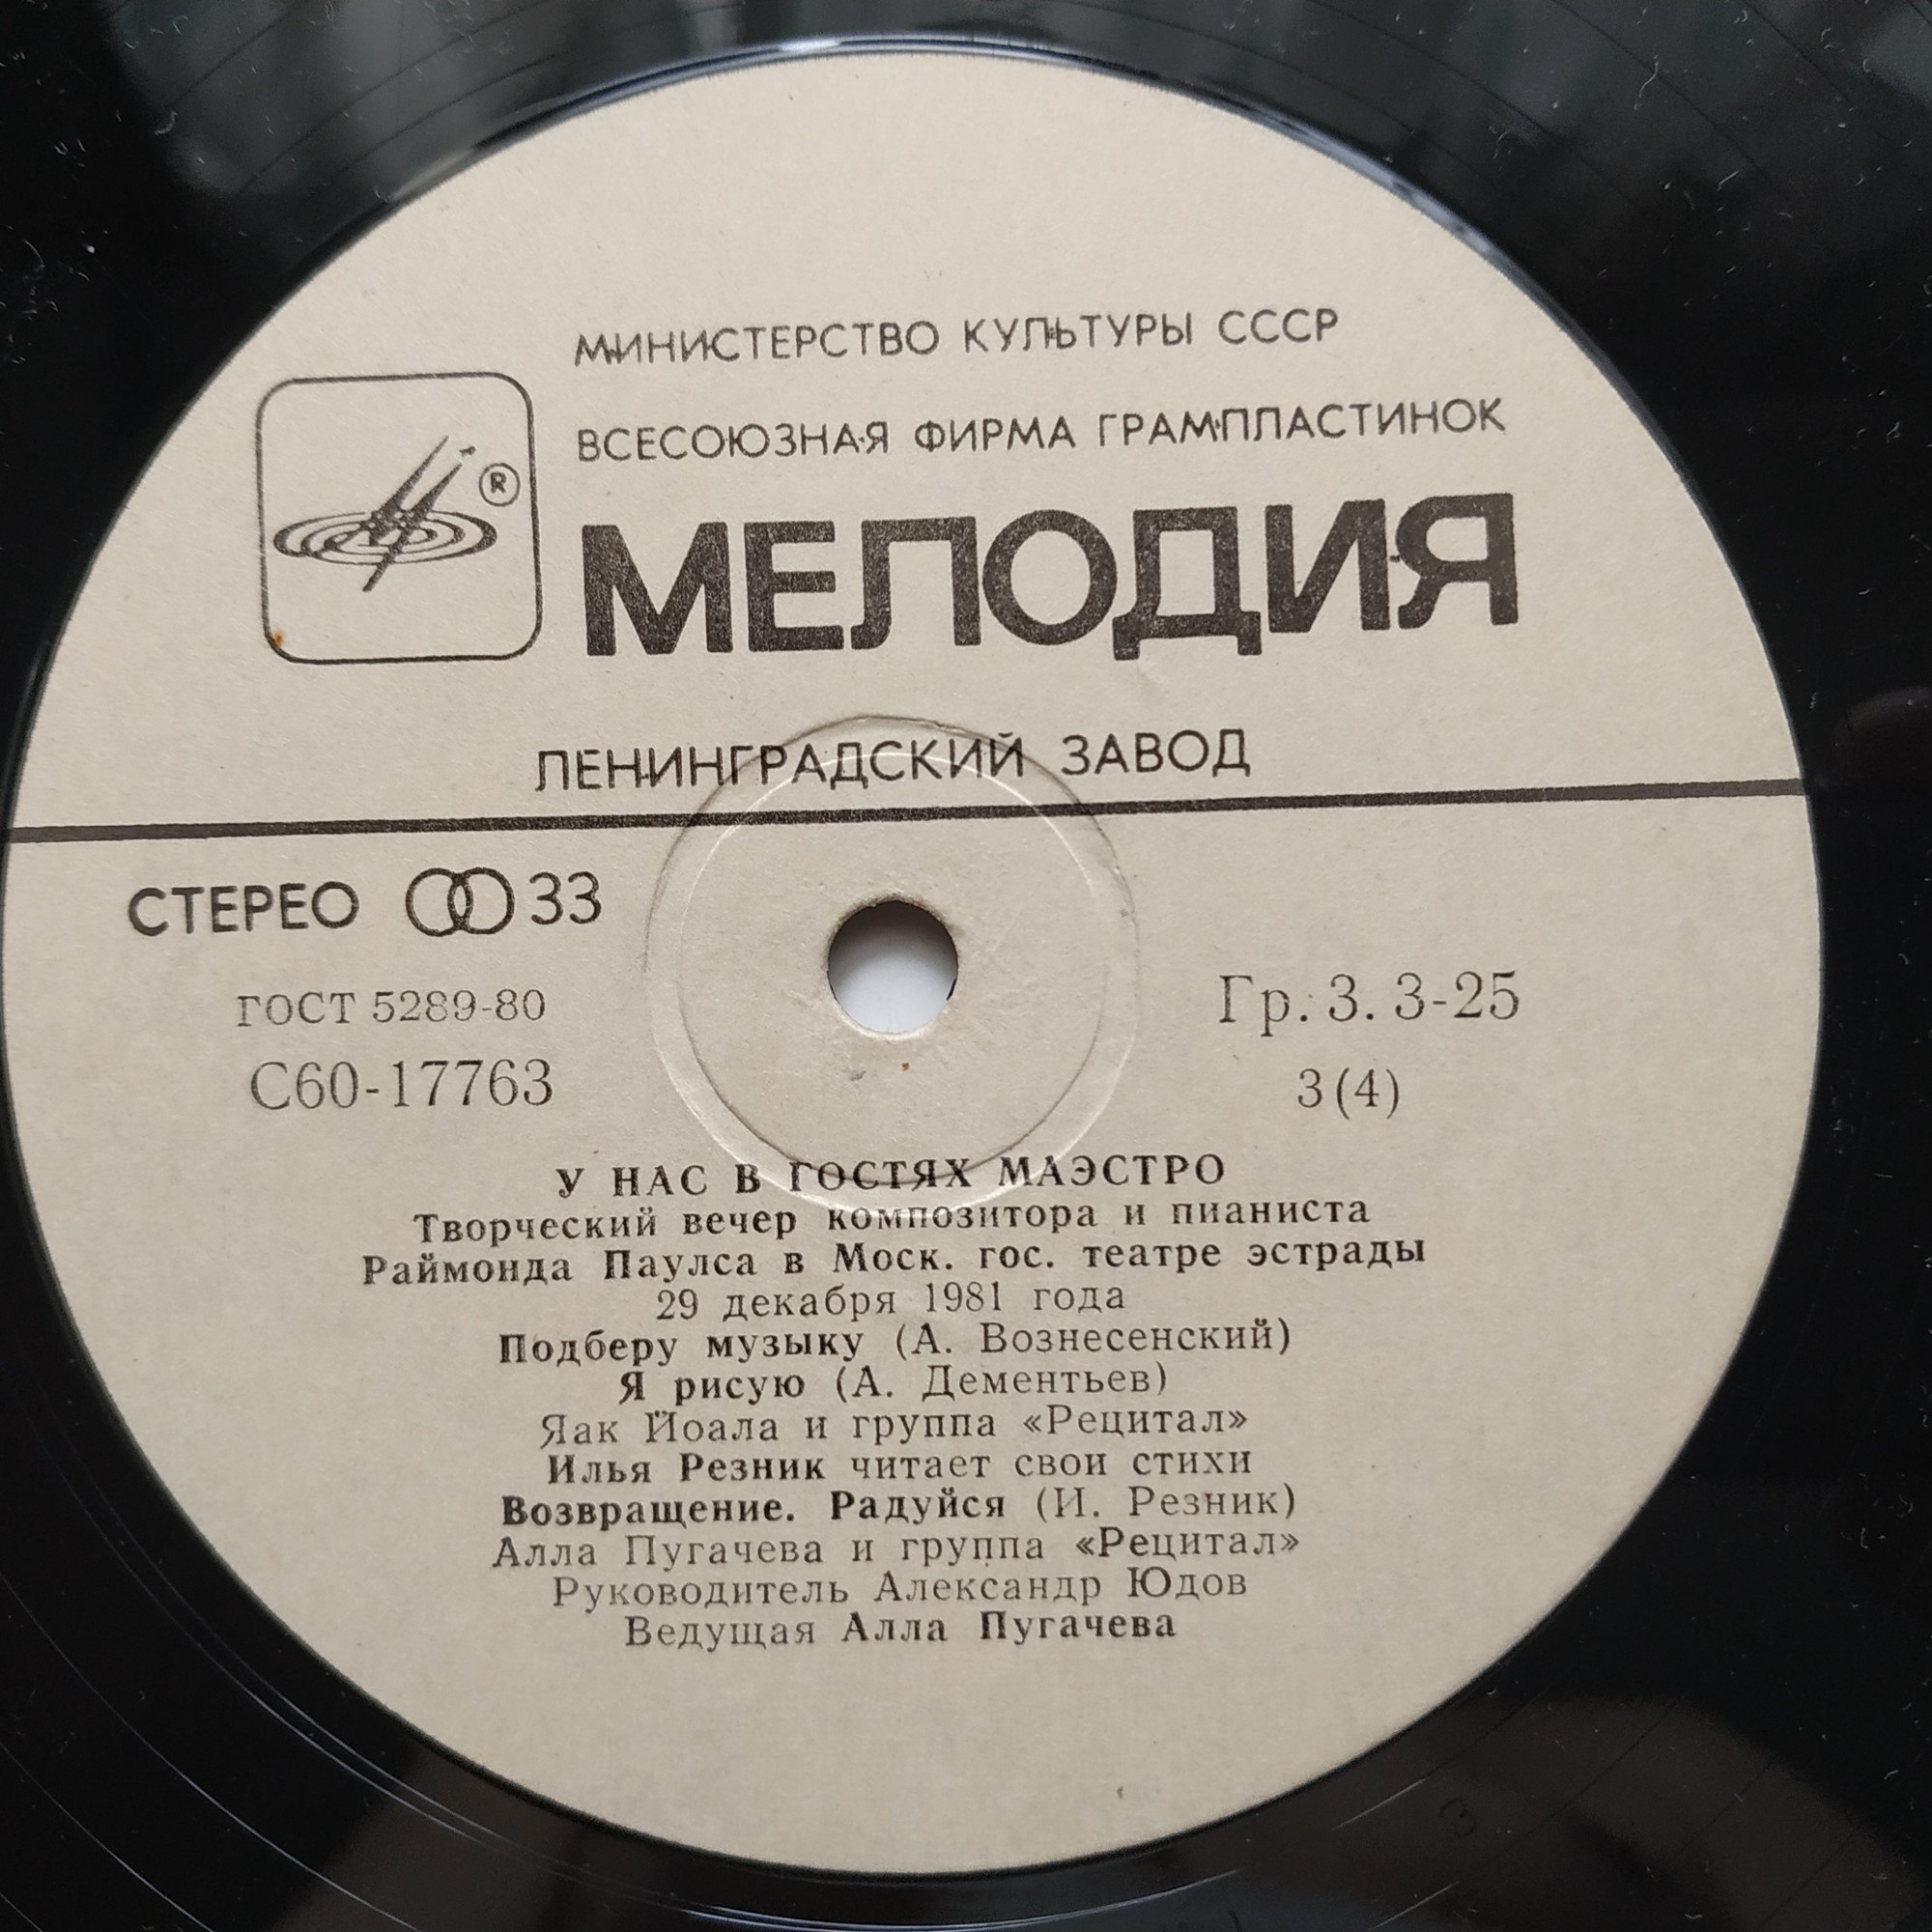 МИНИСТЕРСТВО КУЛЬТУРЫ СССР
ВСЕСОЮЗНАЯ ФИРМА ГРАМПЛАСТИНОК
®
МЕЛОДИЯ
ЛЕНИНГРАДСКИЙ ЗАВОД
СТЕРЕО 33
ГОСТ 5289-80
Гр. 3. 3-25
С60-17763
3(4)
У НАС В ГОСТЯХ МАЭСТРО
Творческий вечер композитора и пианиста
Раймонда Паулса в Моск. гос. театре эстрады
29 декабря 1981 года
Подберу музыку (А. Вознесенский)
Я рисую (А. Дементьев)
Яак Йоала и группа «Рецитал»
Илья Резник читает свои стихи
Возвращение. Радуйся (И. Резник)
Алла Пугачева и группа «Рецитал»
Руководитель Александр Юдов
Ведущая Алла Пугачева
3